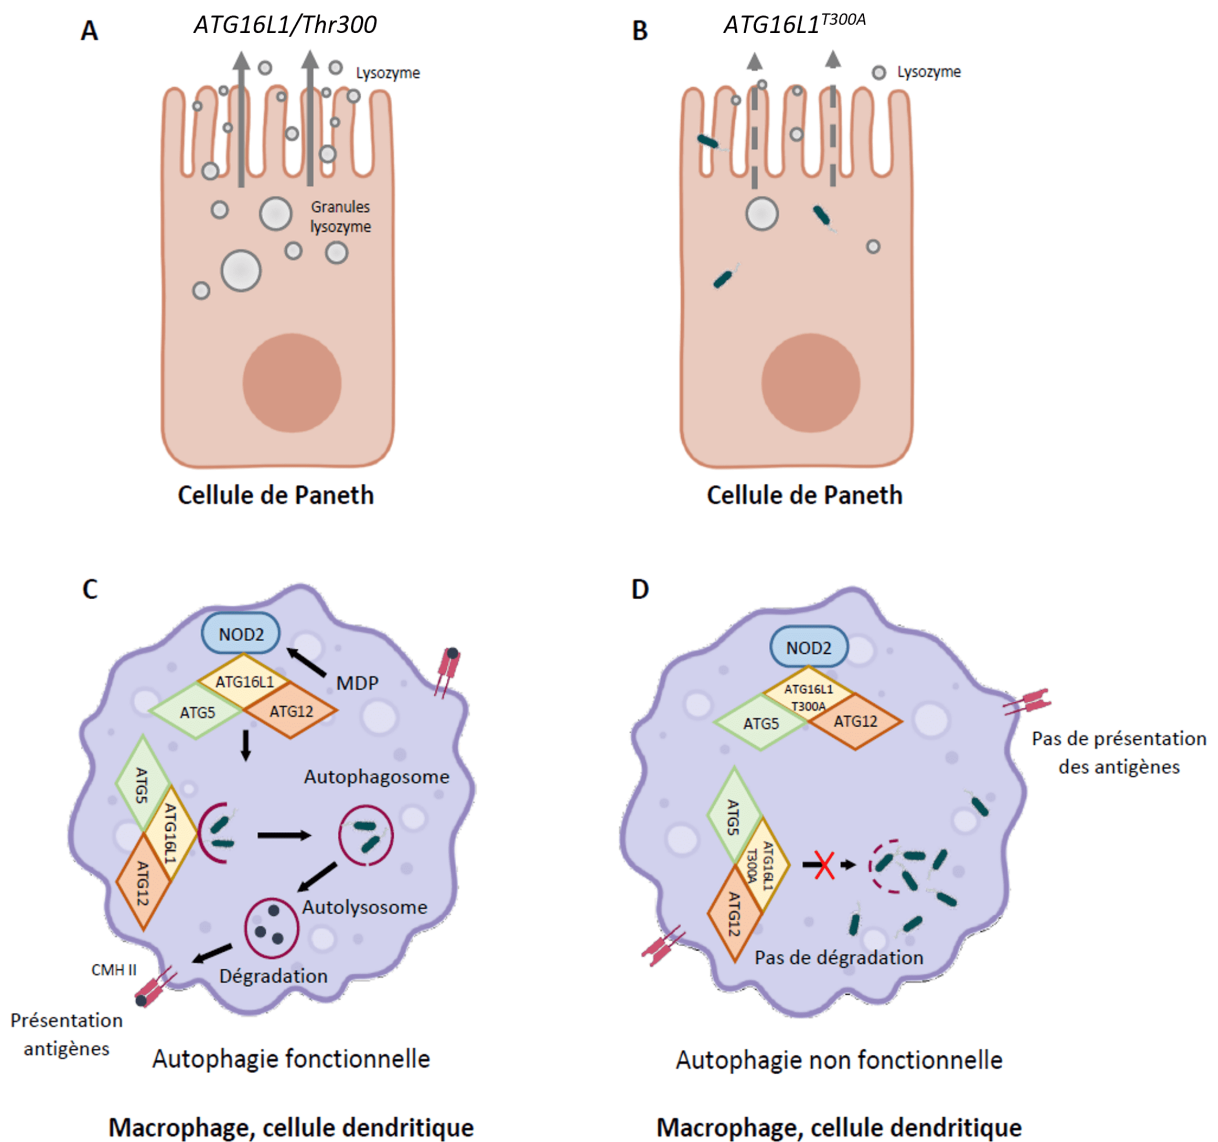 A
ATG16L1/Thr300
Lysozyme
Granules
lysozyme
Cellule de Paneth
B
ATG16L1T300A
Lysozyme
Cellule de Paneth
C
NOD2
ATG16L1
MDP
ATG5
ATG12
ATG5
ATG16L1
ATG12
Autophagosome
Autolysosome
Dégradation
CMH II
Présentation
antigènes
Autophagie fonctionnelle
Macrophage, cellule dendritique
D
NOD2
ATG16L1
T300A
ATG5
ATG12
Pas de présentation
des antigènes
ATG5
ATG16L1
T300A
ATG12
Pas de dégradation
Autophagie non fonctionnelle
Macrophage, cellule dendritique